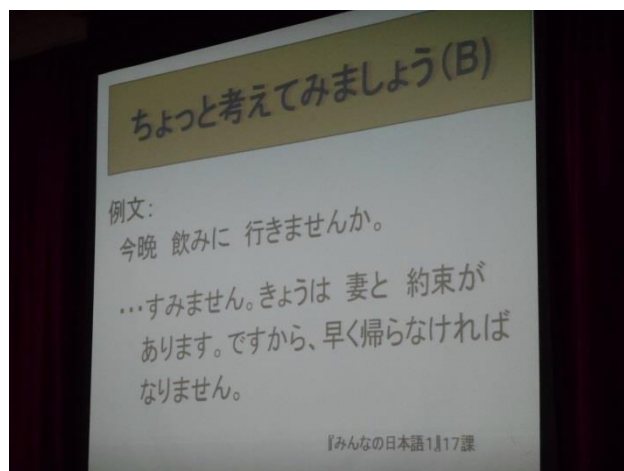 ちょっと考えてみましょう(B)
例文:
今晩 飲みに 行きませんか。
…すみません。きょうは 妻と 約束が
あります。ですから、早く帰らなければ
なりません。
『みんなの日本語1』17課